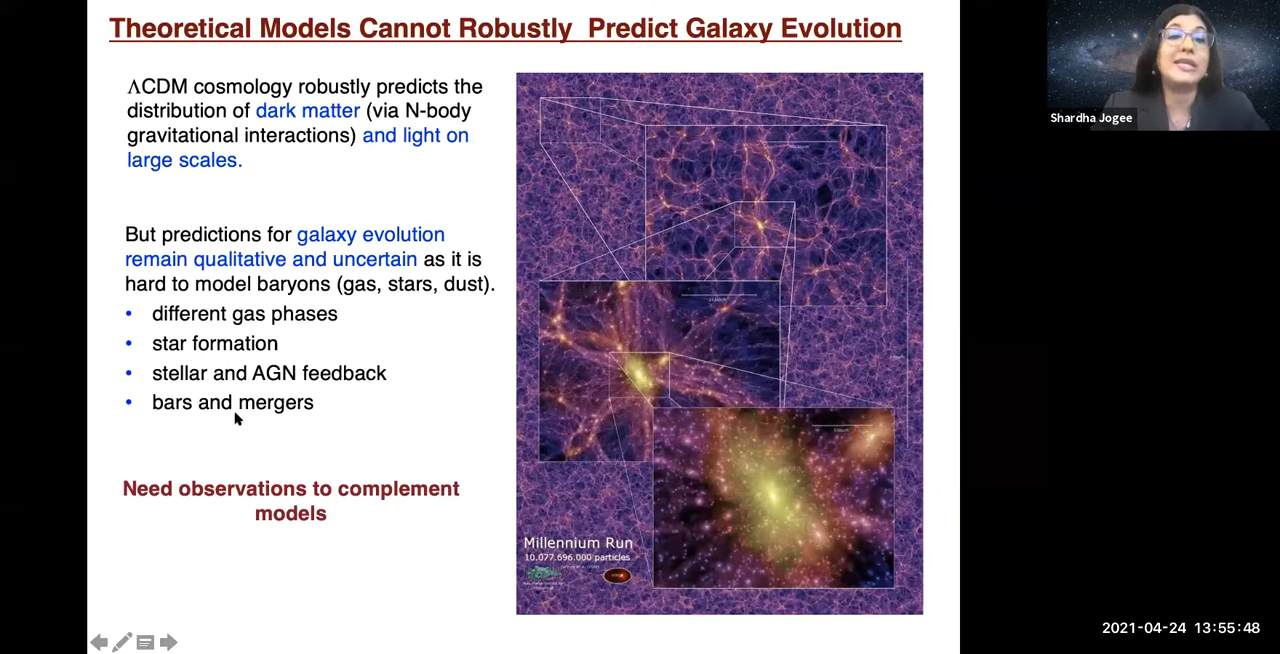 Theoretical Models Cannot Robustly Predict Galaxy Evolution
ΛCDM cosmology robustly predicts the
distribution of dark matter (via N-body
gravitational interactions) and light on
large scales.
But predictions for galaxy evolution
remain qualitative and uncertain as it is
hard to model baryons (gas, stars, dust).
• different gas phases
• star formation
• stellar and AGN feedback
• bars and mergers
Need observations to complement
models
Millennium Run
10.077.696.000 particles
Shardha Jogee
2021-04-24 13:55:48